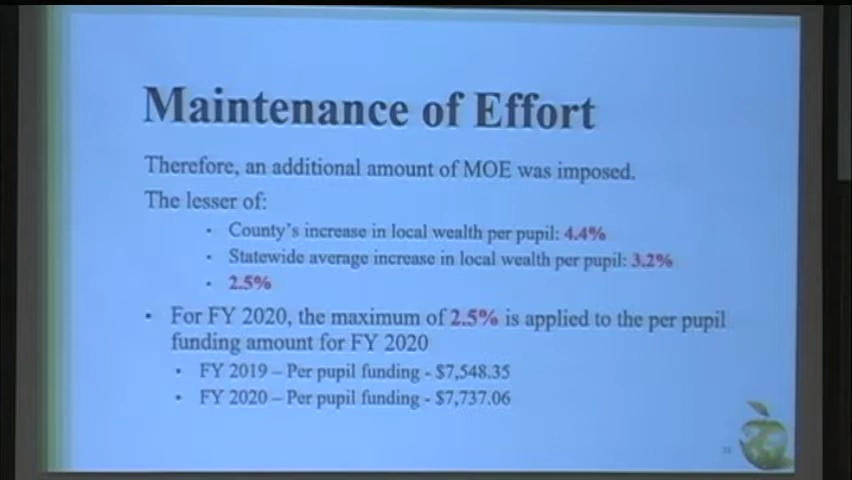 Maintenance of Effort
Therefore, an additional amount of MOE was imposed.
The lesser of:
• County's increase in local wealth per pupil: 4.4%
• Statewide average increase in local wealth per pupil: 3.2%
• 2.5%
• For FY 2020, the maximum of 2.5% is applied to the per pupil
funding amount for FY 2020
• FY 2019 – Per pupil funding - $7,548.35
• FY 2020 – Per pupil funding - $7,737.06